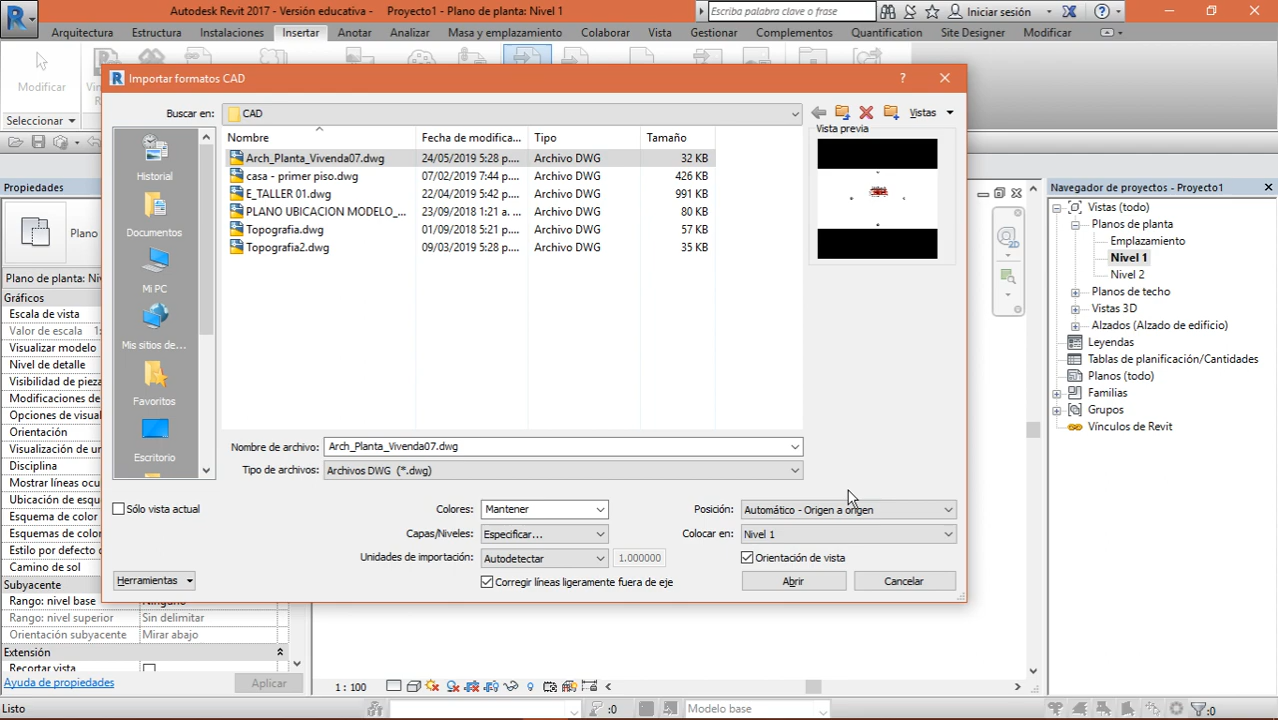 Autodesk Revit 2017 - Versión educativa - Proyecto1 - Plano de planta: Nivel 1
Escriba palabra clave o frase
Iniciar sesión
Arquitectura Estructura Instalaciones Insertar Anotar Analizar Masa y emplazamiento Colaborar Vista Gestionar Complementos Quantification Site Designer Modificar
Modificar
Seleccionar
Importar formatos CAD
Buscar en: CAD
Vistas
Nombre Fecha de modifica... Tipo Tamaño
Vista previa
Arch_Planta_Vivenda07.dwg 24/05/2019 5:28 p.... Archivo DWG 32 KB
casa - primer piso.dwg 07/02/2019 7:44 p.... Archivo DWG 426 KB
E_TALLER 01.dwg 22/04/2019 5:42 p.... Archivo DWG 991 KB
PLANO UBICACION MODELO_... 23/09/2018 1:21 a. ... Archivo DWG 80 KB
Topografia.dwg 01/09/2018 5:21 p.... Archivo DWG 57 KB
Topografia2.dwg 09/03/2019 5:28 p.... Archivo DWG 35 KB
Historial
Documentos
Mi PC
Mis sitios de...
Favoritos
Escritorio
Nombre de archivo: Arch_Planta_Vivenda07.dwg
Tipo de archivos: Archivos DWG (*.dwg)
Sólo vista actual
Colores: Mantener
Posición: Automático - Origen a origen
Capas/Niveles: Especificar...
Colocar en: Nivel 1
Unidades de importación: Autodetectar 1.000000
Orientación de vista
Corregir líneas ligeramente fuera de eje
Herramientas
Abrir
Cancelar
Propiedades
Plano
Plano de planta: Nivel 1
Gráficos
Escala de vista
Valor de escala 1:
Visualizar modelo
Nivel de detalle
Visibilidad de pieza
Modificaciones de
Opciones de visual
Orientación
Visualización de un
Disciplina
Mostrar líneas ocu
Ubicación de esqu
Esquema de color
Esquemas de color
Estilo por defecto
Camino de sol
Subyacente
Rango: nivel base Ninguno
Rango: nivel superior Sin delimitar
Orientación subyacente Mirar abajo
Extensión
Recortar vista
Ayuda de propiedades
Aplicar
Navegador de proyectos - Proyecto1
Vistas (todo)
Planos de planta
Emplazamiento
Nivel 1
Nivel 2
Planos de techo
Vistas 3D
Alzados (Alzado de edificio)
Leyendas
Tablas de planificación/Cantidades
Planos (todo)
Familias
Grupos
Vínculos de Revit
2D
1 : 100
Listo
:0
Modelo base
:0